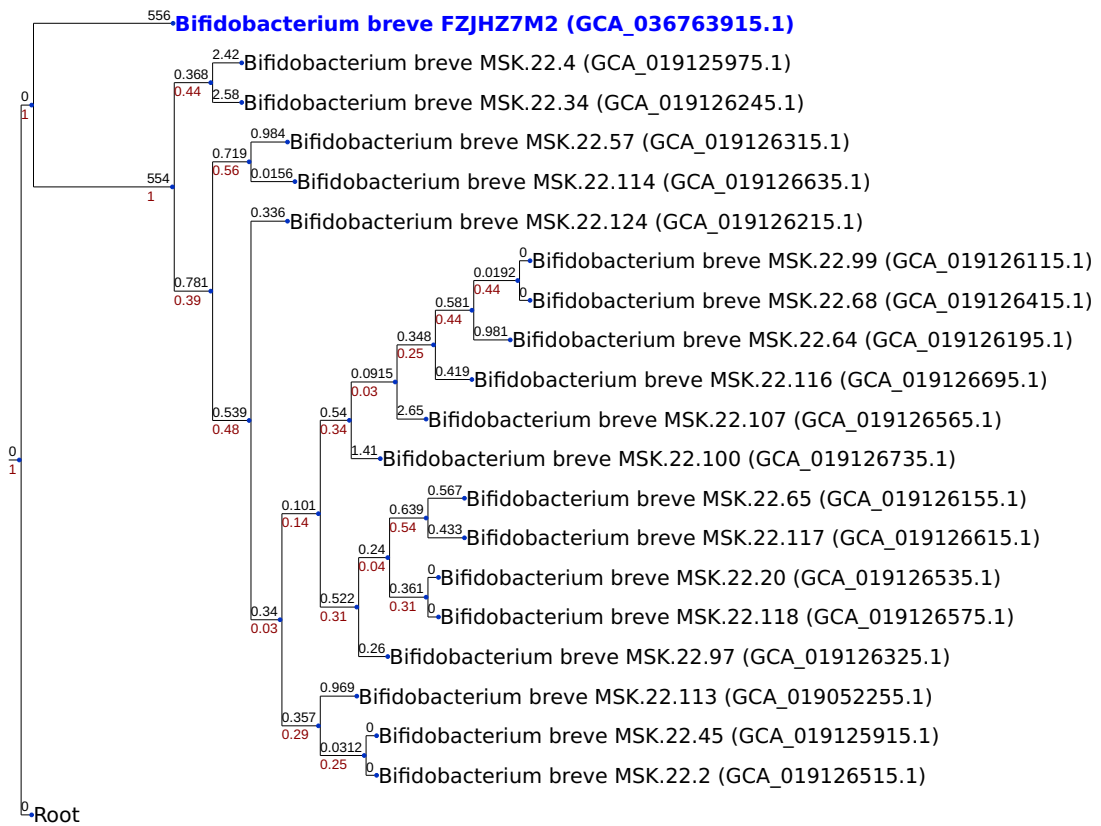 556
Bifidobacterium breve FZJHZ7M2 (GCA_036763915.1)
2.42
Bifidobacterium breve MSK.22.4 (GCA_019125975.1)
0.368
0.44
2.58
Bifidobacterium breve MSK.22.34 (GCA_019126245.1)
0
1
0.984
Bifidobacterium breve MSK.22.57 (GCA_019126315.1)
0.719
0.56
0.0156
Bifidobacterium breve MSK.22.114 (GCA_019126635.1)
554
1
0.336
Bifidobacterium breve MSK.22.124 (GCA_019126215.1)
0
Bifidobacterium breve MSK.22.99 (GCA_019126115.1)
0.0192
0.44
0
Bifidobacterium breve MSK.22.68 (GCA_019126415.1)
0.781
0.39
0.581
0.44
0.981
Bifidobacterium breve MSK.22.64 (GCA_019126195.1)
0.348
0.25
0.419
Bifidobacterium breve MSK.22.116 (GCA_019126695.1)
0.0915
0.03
2.65
Bifidobacterium breve MSK.22.107 (GCA_019126565.1)
0.539
0.48
0.54
0.34
1.41
Bifidobacterium breve MSK.22.100 (GCA_019126735.1)
0
1
0.567
Bifidobacterium breve MSK.22.65 (GCA_019126155.1)
0.101
0.14
0.639
0.54
0.433
Bifidobacterium breve MSK.22.117 (GCA_019126615.1)
0.24
0.04
0
Bifidobacterium breve MSK.22.20 (GCA_019126535.1)
0.361
0.31
0
Bifidobacterium breve MSK.22.118 (GCA_019126575.1)
0.34
0.03
0.522
0.31
0.26
Bifidobacterium breve MSK.22.97 (GCA_019126325.1)
0.969
Bifidobacterium breve MSK.22.113 (GCA_019052255.1)
0.357
0.29
0
Bifidobacterium breve MSK.22.45 (GCA_019125915.1)
0.0312
0.25
0
Bifidobacterium breve MSK.22.2 (GCA_019126515.1)
0
Root